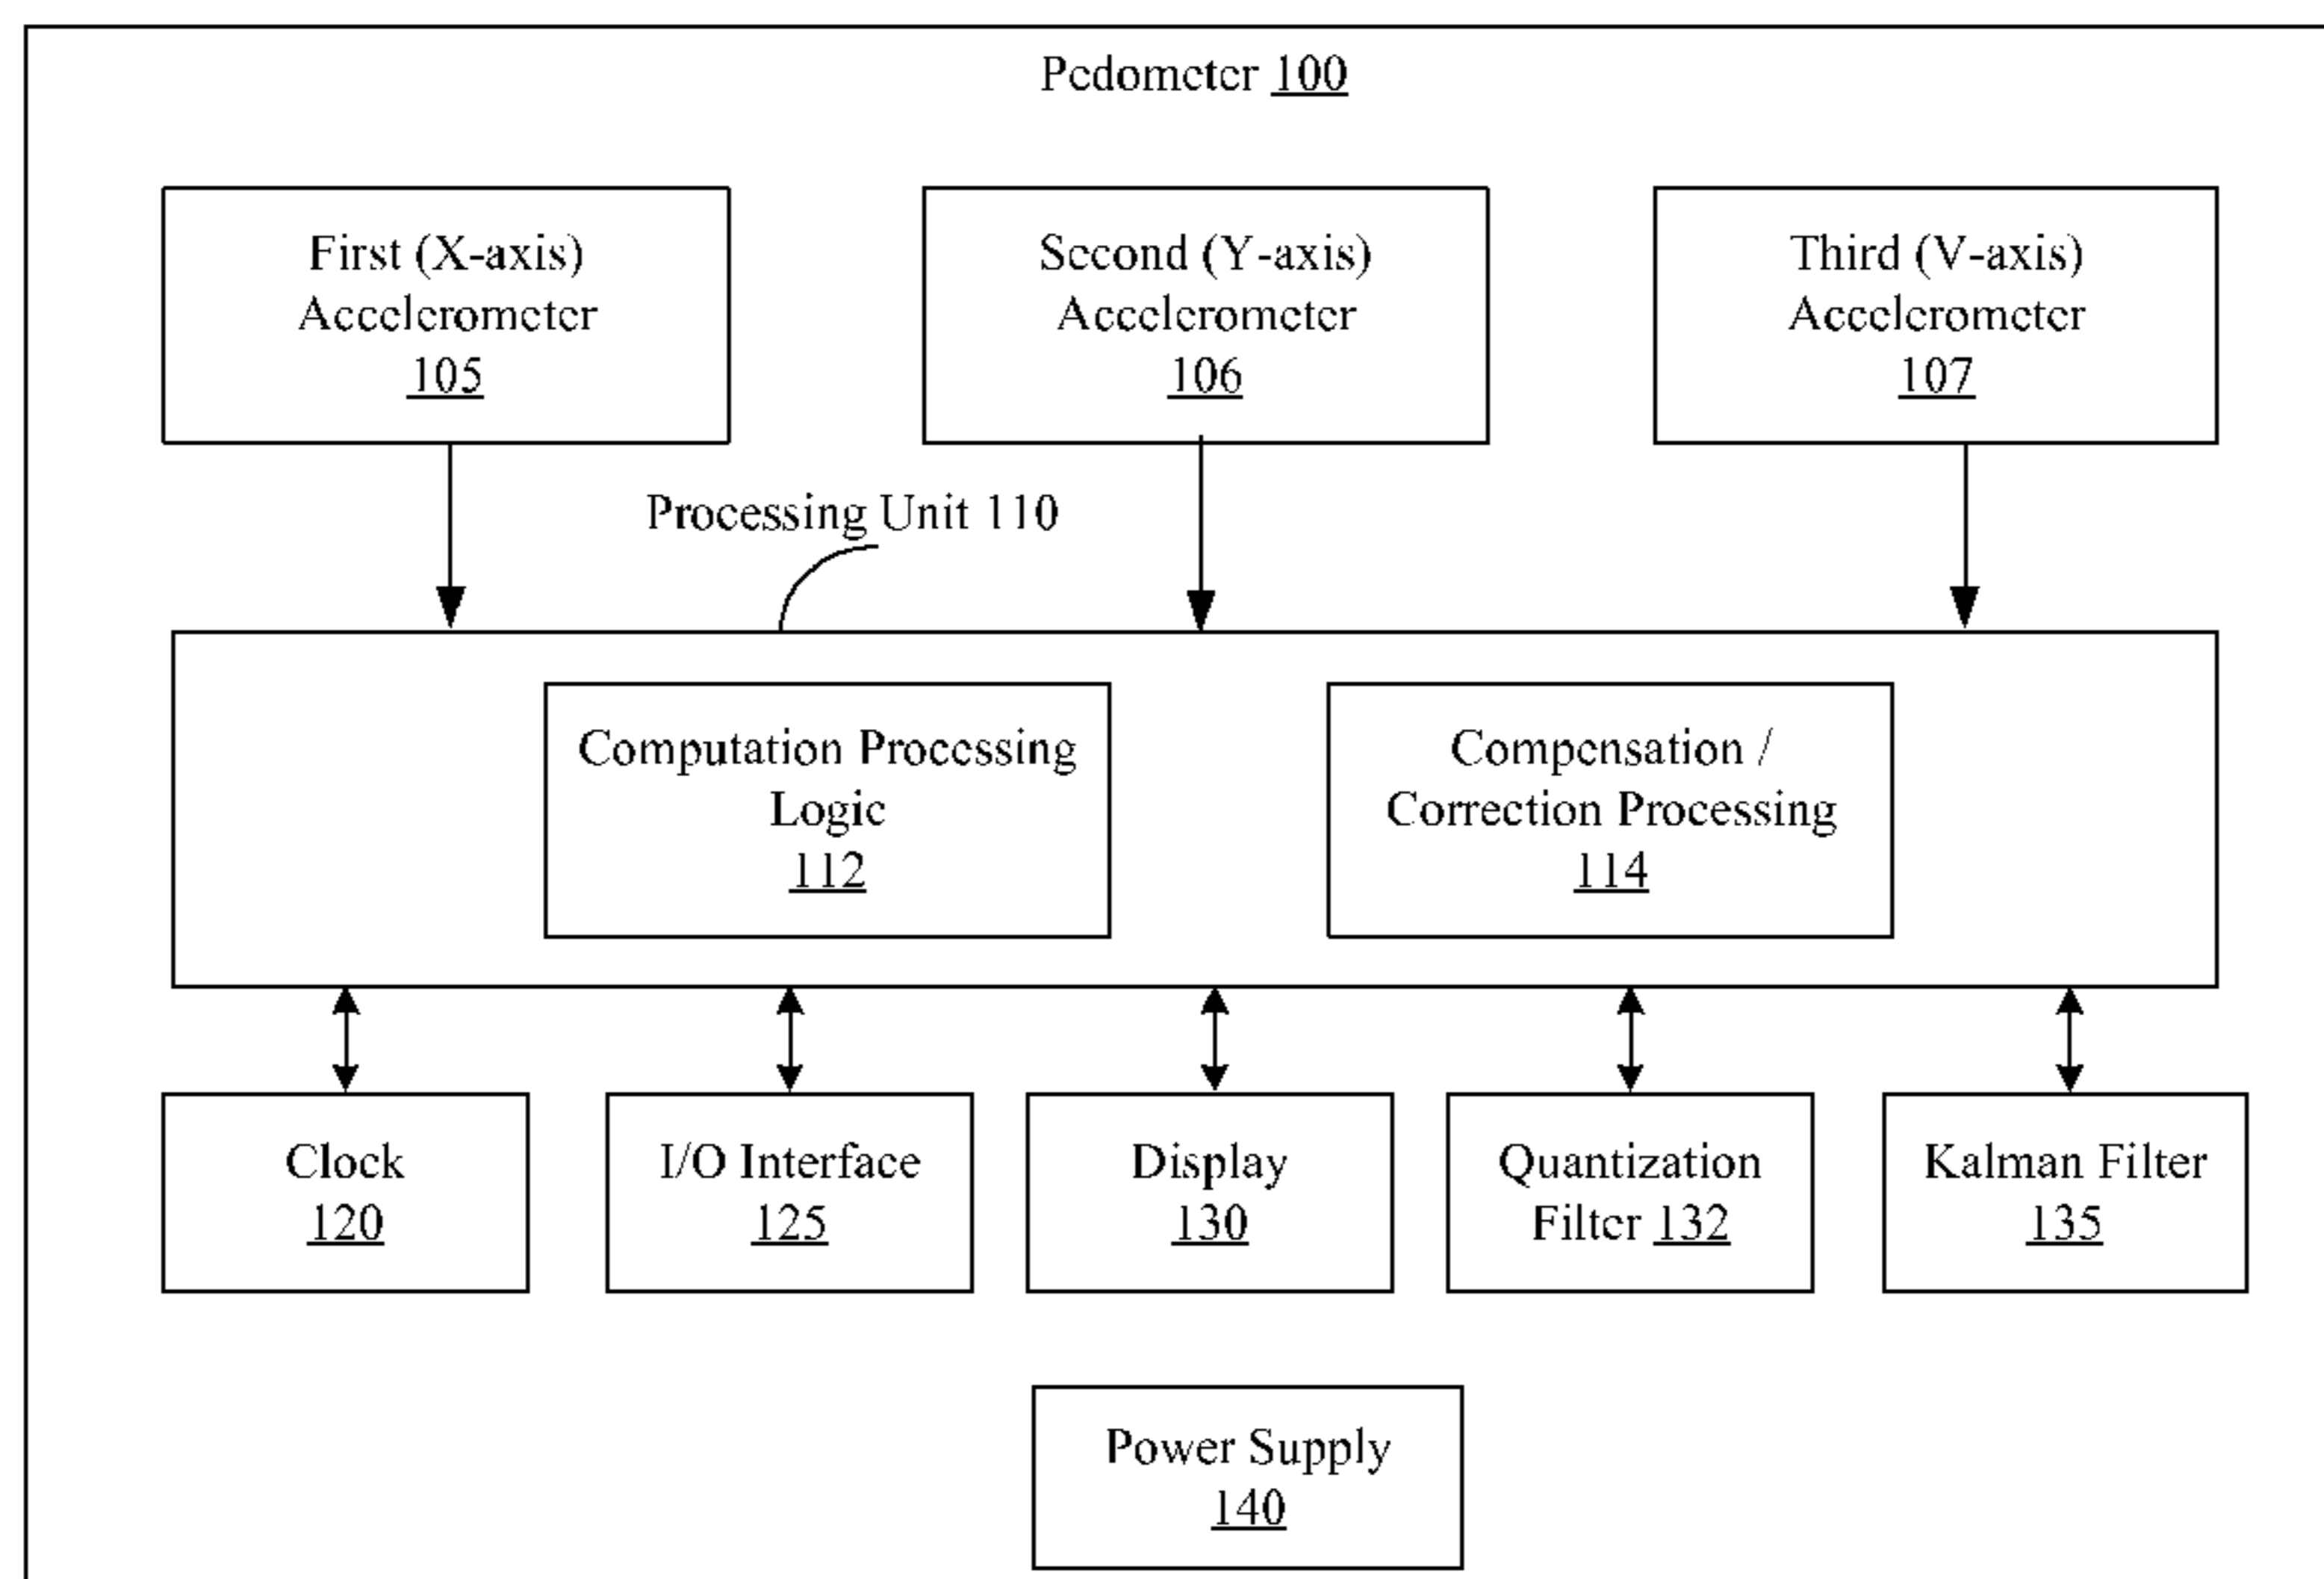 Pedometer 100
First (X-axis)
Accelerometer
105
Second (Y-axis)
Accelerometer
106
Third (V-axis)
Accelerometer
107
Processing Unit 110
Computation Processing
Logic
112
Compensation /
Correction Processing
114
Clock
120
I/O Interface
125
Display
130
Quantization
Filter 132
Kalman Filter
135
Power Supply
140